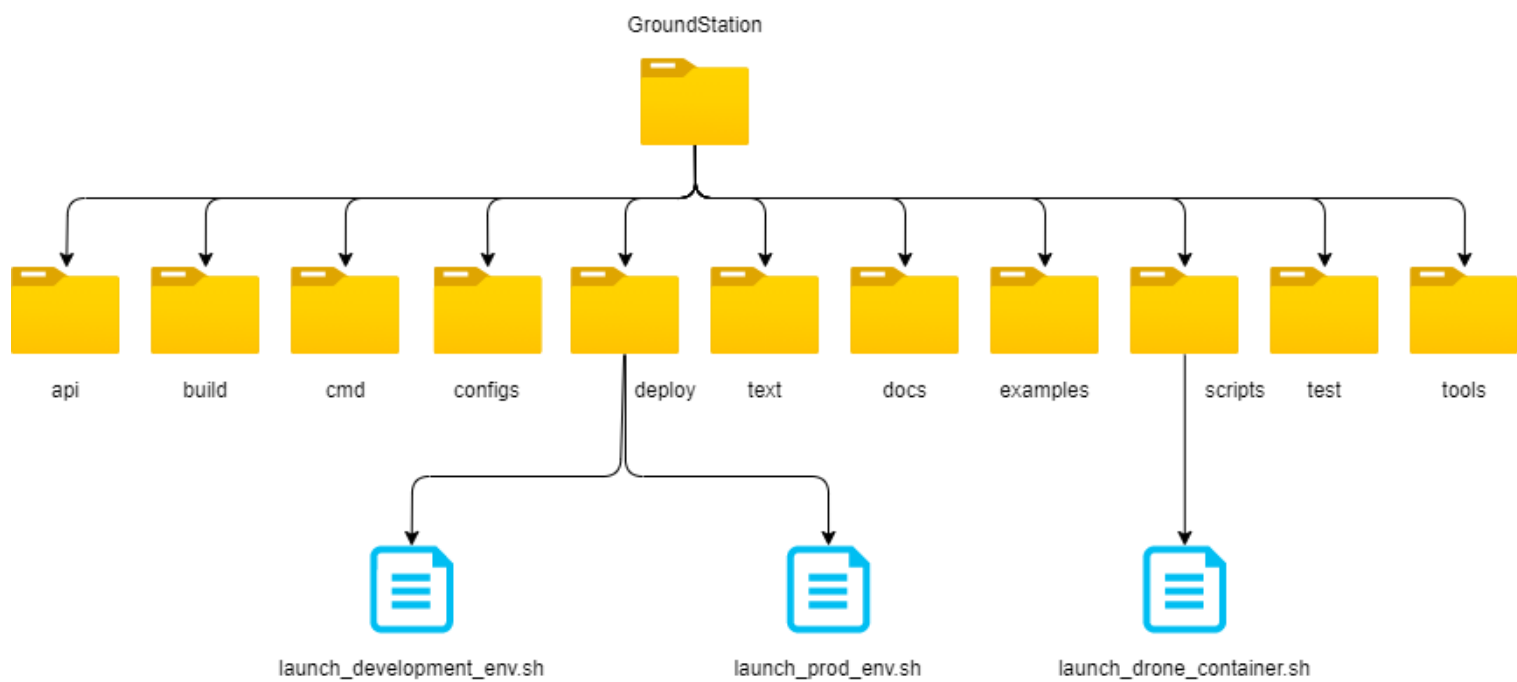 GroundStation
api
build
cmd
configs
deploy
text
docs
examples
scripts
test
tools
launch_development_env.sh
launch_prod_env.sh
launch_drone_container.sh